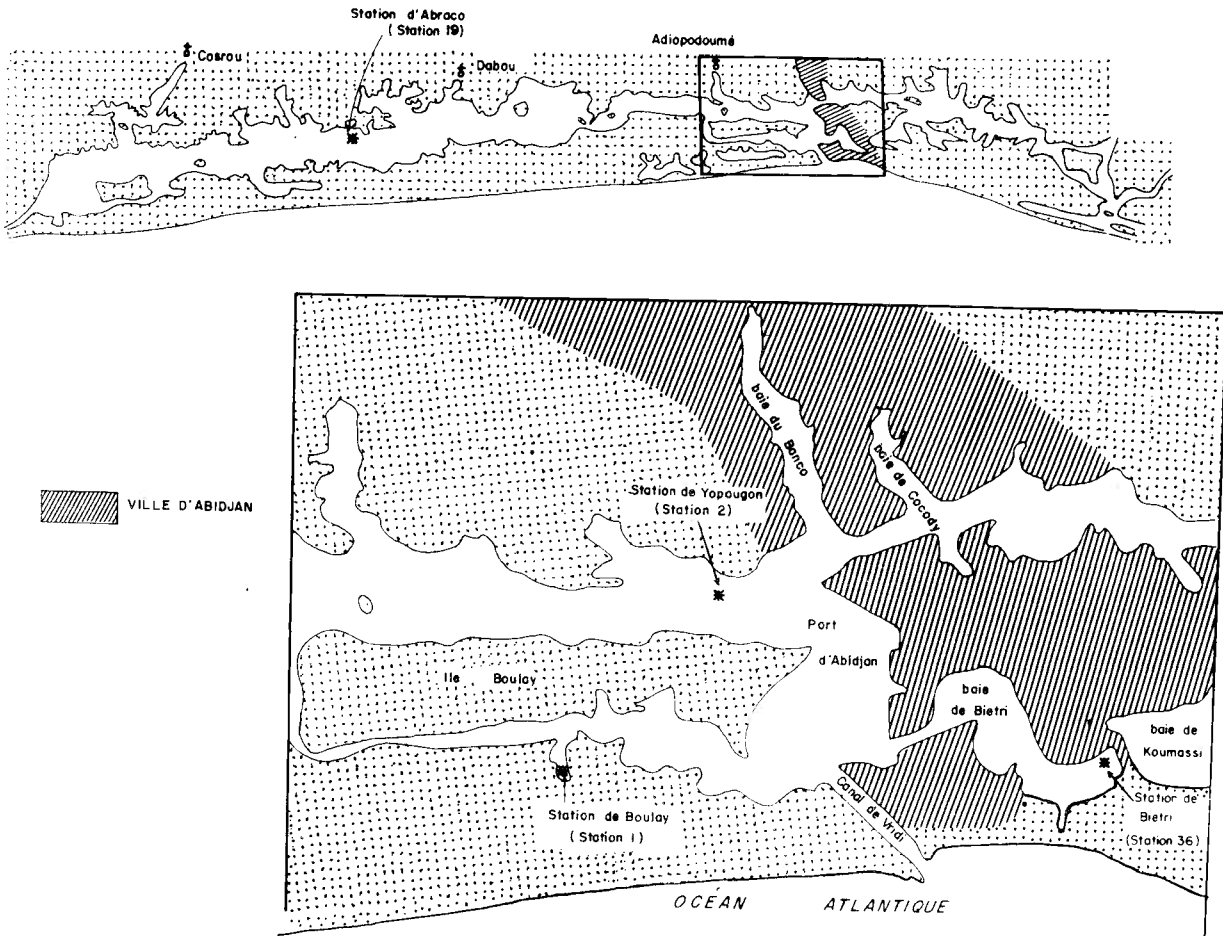 Station d'Abraco
(Station 19)
Cosrou
Dabou
Adiopodoumé
VILLE D'ABIDJAN
baie du Banco
baie de Cocody
Station de Yopougon
(Station 2)
Port
d'Abidjan
Ile Boulay
baie
de Bietri
baie de
Koumassi
Station de Boulay
(Station 1)
Canal de Vridi
Station de
Bietri
(Station 36)
OCÉAN ATLANTIQUE